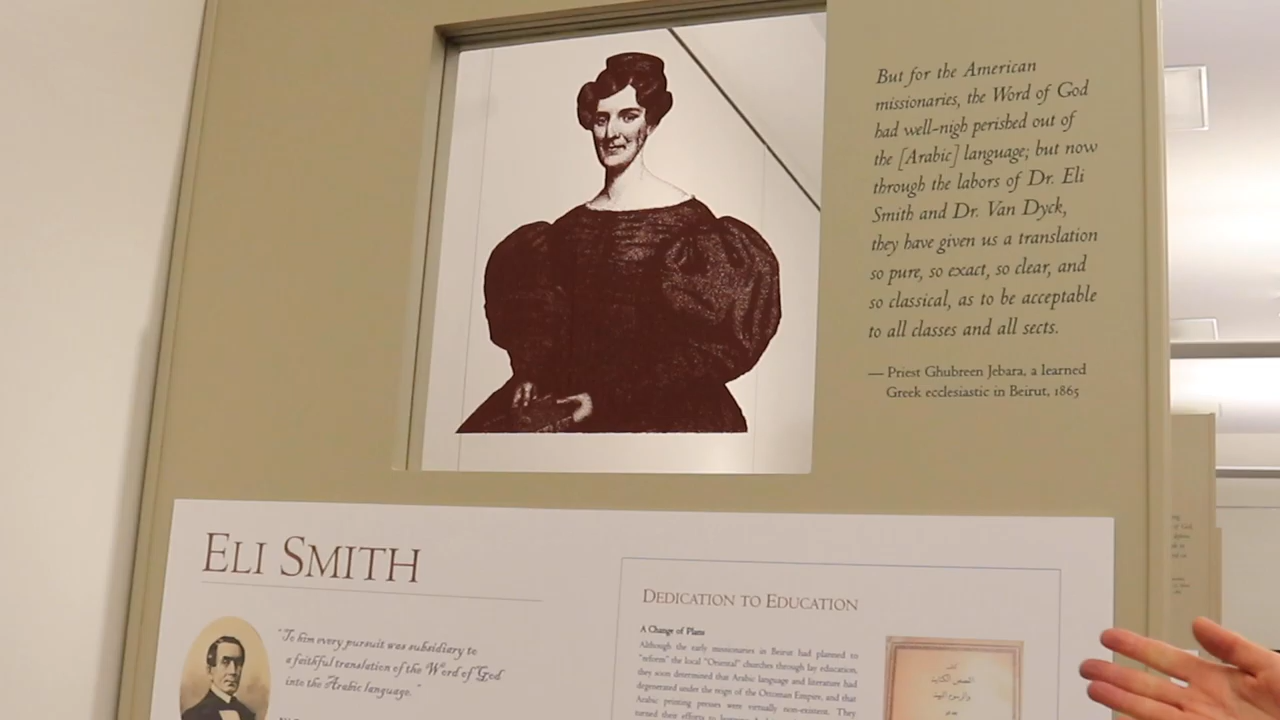 But for the American
missionaries, the Word of God
had well-nigh perished out of
the [Arabic] language; but now
through the labors of Dr. Eli
Smith and Dr. Van Dyck,
they have given us a translation
so pure, so exact, so clear, and
so classical, as to be acceptable
to all classes and all sects.
— Priest Ghubreen Jebara, a learned
Greek ecclesiastic in Beirut, 1865
ELI SMITH
"To him every pursuit was subsidiary to
a faithful translation of the Word of God
into the Arabic language."
DEDICATION TO EDUCATION
A Change of Plans
Although the early missionaries in Beirut had planned to
"reform" the local "Oriental" churches through lay education,
they soon determined that Arabic language and literature had
degenerated under the reign of the Ottoman Empire, and that
Arabic printing presses were virtually non-existent. They
turned their efforts to
كتاب